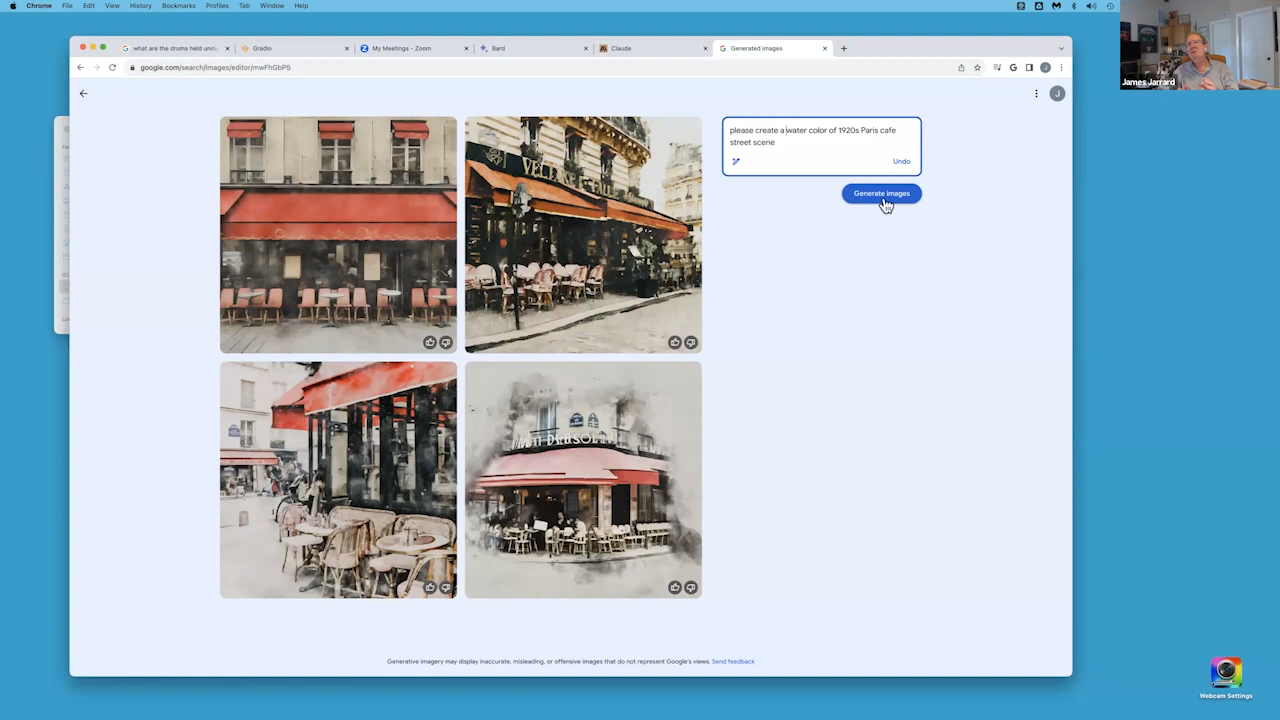 Chrome File Edit View History Bookmarks Profiles Tab Window Help
what are the drums held und
Gradio
My Meetings - Zoom
Bard
Claude
Generated images
google.com/search/images/editor/mwFhGbP5
J
J
James Jarrard
please create a water color of 1920s Paris cafe
street scene
Undo
Generate images
Generative imagery may display inaccurate, misleading, or offensive images that do not represent Google's views. Send feedback
Webcam Settings